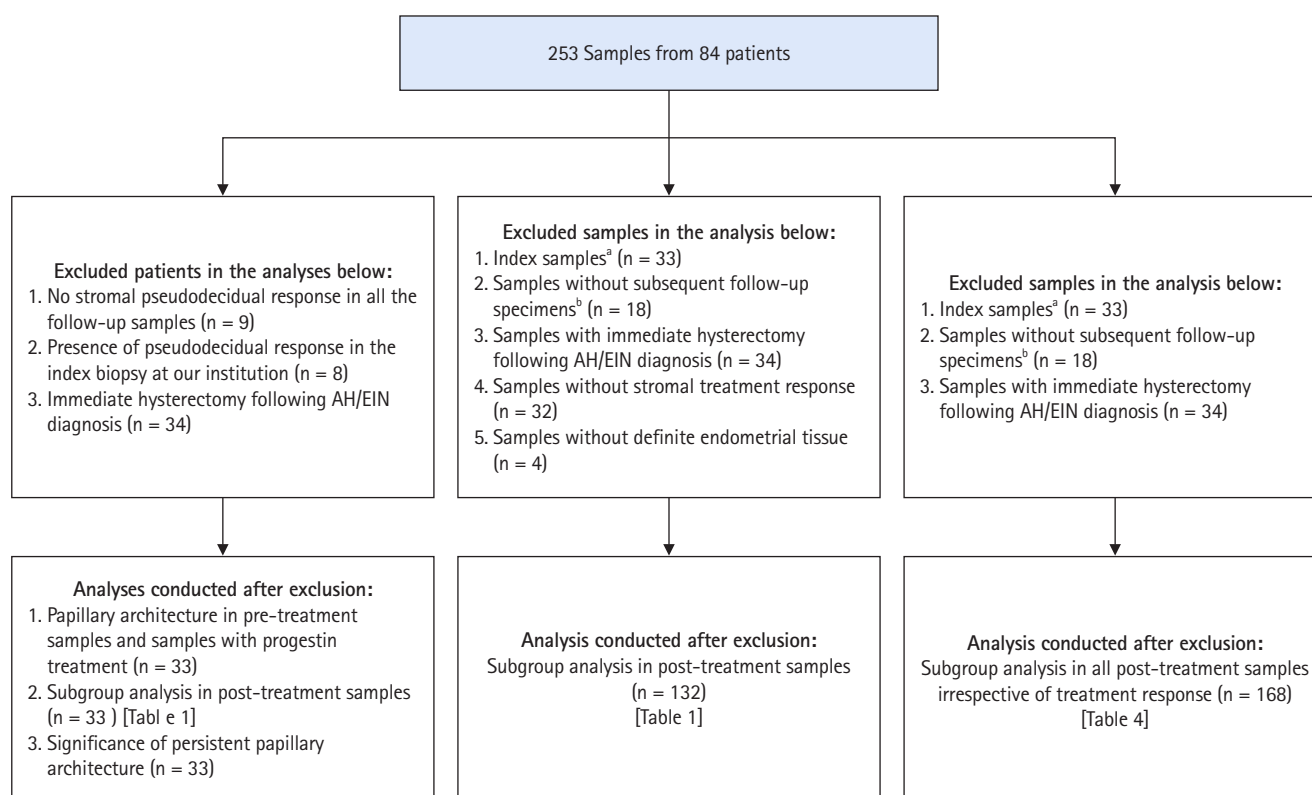 253 Samples from 84 patients
Excluded patients in the analyses below:
1. No stromal pseudodecidual response in all the
follow-up samples (n = 9)
2. Presence of pseudodecidual response in the
index biopsy at our institution (n = 8)
3. Immediate hysterectomy following AH/EIN
diagnosis (n = 34)
Excluded samples in the analysis below:
1. Index samplesᵃ (n = 33)
2. Samples without subsequent follow-up
specimensᵇ (n = 18)
3. Samples with immediate hysterectomy
following AH/EIN diagnosis (n = 34)
4. Samples without stromal treatment response
(n = 32)
5. Samples without definite endometrial tissue
(n = 4)
Excluded samples in the analysis below:
1. Index samplesᵃ (n = 33)
2. Samples without subsequent follow-up
specimensᵇ (n = 18)
3. Samples with immediate hysterectomy
following AH/EIN diagnosis (n = 34)
Analyses conducted after exclusion:
1. Papillary architecture in pre-treatment
samples and samples with progestin
treatment (n = 33)
2. Subgroup analysis in post-treatment samples
(n = 33 ) [Tabl e 1]
3. Significance of persistent papillary
architecture (n = 33)
Analysis conducted after exclusion:
Subgroup analysis in post-treatment samples
(n = 132)
[Table 1]
Analysis conducted after exclusion:
Subgroup analysis in all post-treatment samples
irrespective of treatment response (n = 168)
[Table 4]